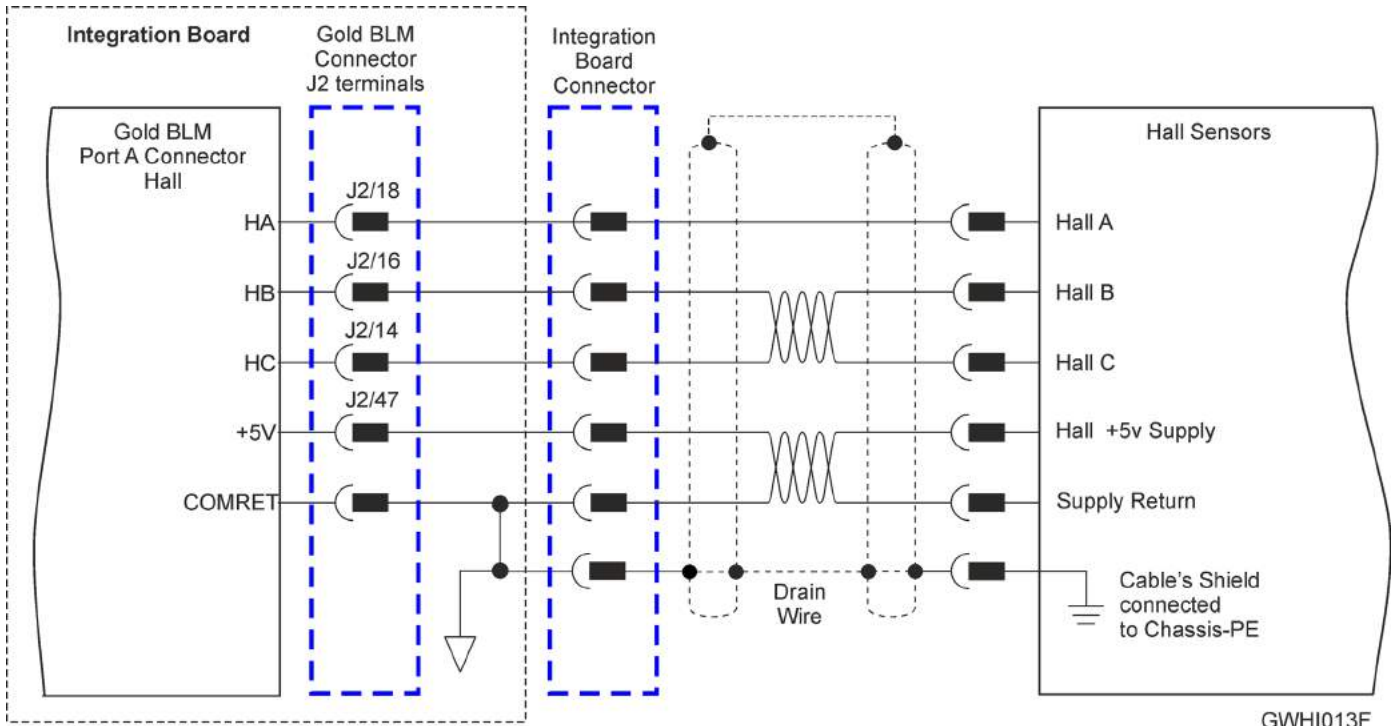 Integration Board
Gold BLM
Connector
J2 terminals
Integration
Board
Connector
Gold BLM
Port A Connector
Hall
Hall Sensors
J2/18
HA
Hall A
J2/16
HB
Hall B
J2/14
HC
Hall C
J2/47
+5V
Hall +5v Supply
COMRET
Supply Return
Drain
Wire
Cable's Shield
connected
to Chassis-PE
GWHI013E